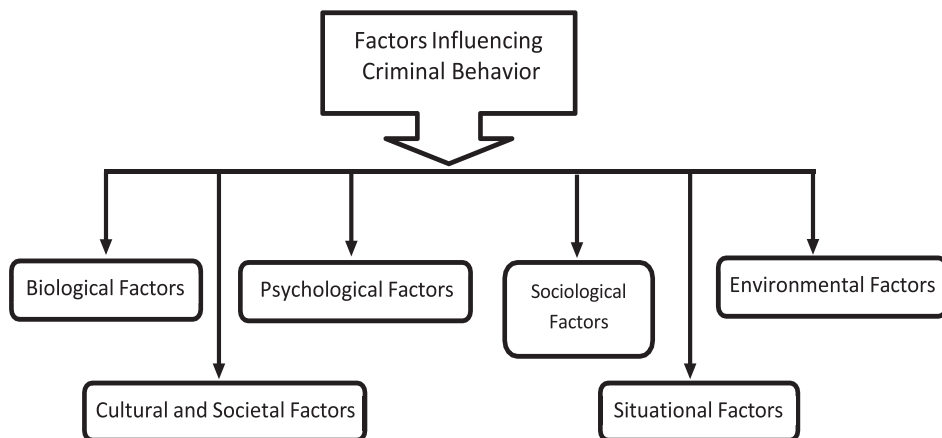 Factors Influencing
Criminal Behavior
Biological Factors
Psychological Factors
Sociological
Factors
Environmental Factors
Cultural and Societal Factors
Situational Factors